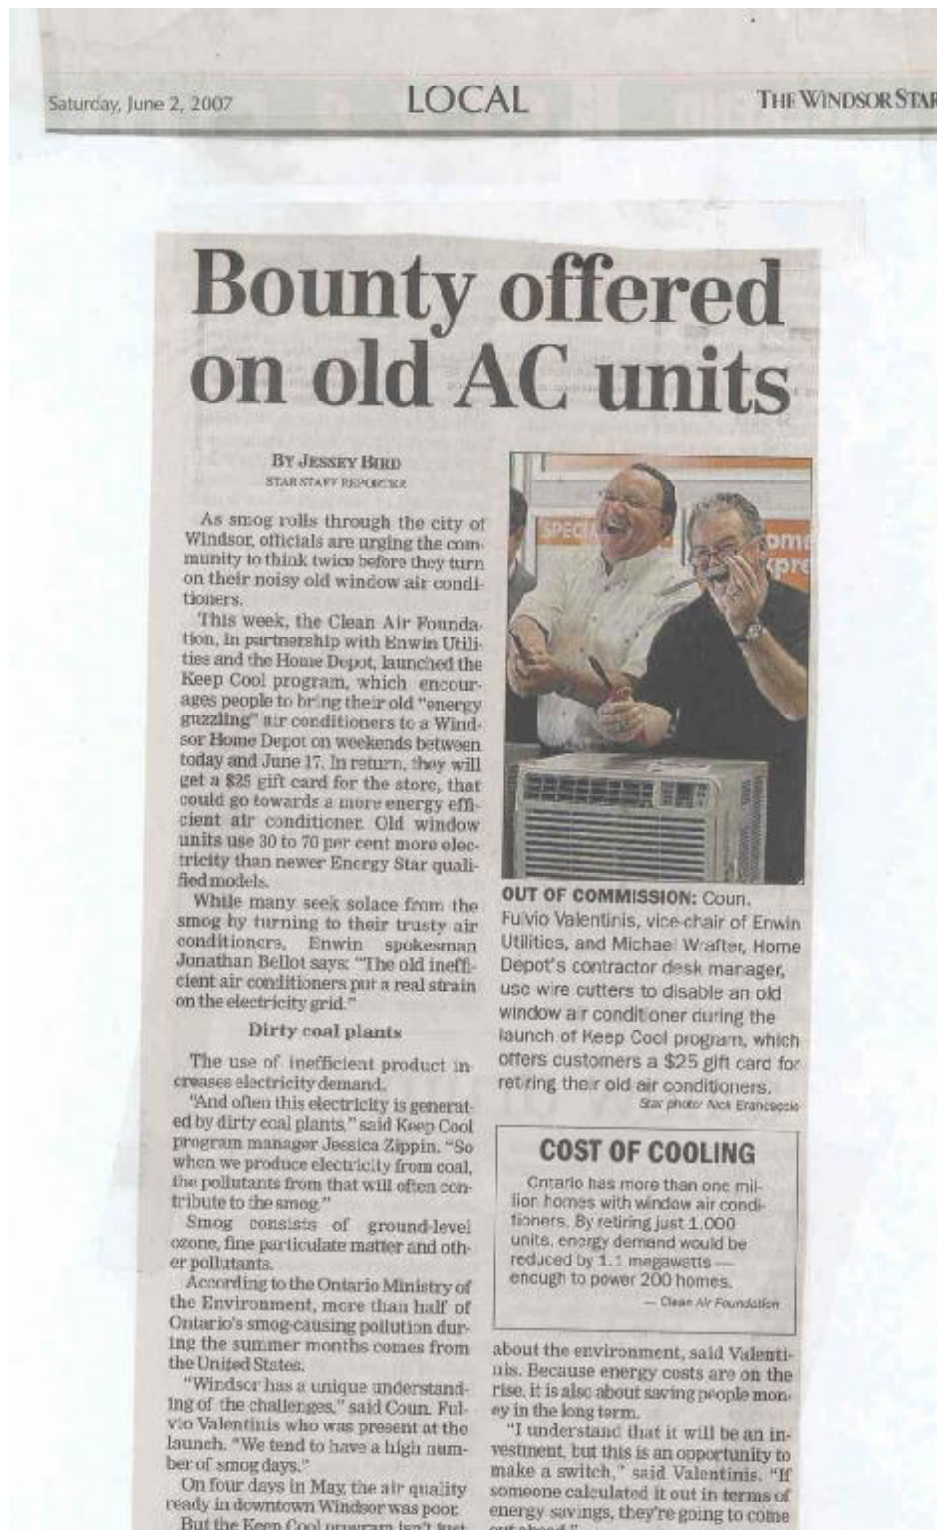 Saturday, June 2, 2007
LOCAL
THE WINDSOR STAR
Bounty offered
on old AC units
BY JESSEY BIRD
STAR STAFF REPORTER
As smog rolls through the city of
Windsor, officials are urging the com-
munity to think twice before they turn
on their noisy old window air condi-
tioners.
This week, the Clean Air Founda-
tion, in partnership with Enwin Utili-
ties and the Home Depot, launched the
Keep Cool program, which encour-
ages people to bring their old "energy
guzzling" air conditioners to a Wind-
sor Home Depot on weekends between
today and June 17. In return, they will
get a $25 gift card for the store, that
could go towards a more energy effi-
cient air conditioner. Old window
units use 30 to 70 per cent more elec-
tricity than newer Energy Star quali-
fied models.
While many seek solace from the
smog by turning to their trusty air
conditioners, Enwin spokesman
Jonathan Bellot says: "The old ineffi-
cient air conditioners put a real strain
on the electricity grid."
Dirty coal plants
The use of inefficient product in-
creases electricity demand.
"And often this electricity is generat-
ed by dirty coal plants," said Keep Cool
program manager Jessica Zippin. "So
when we produce electricity from coal,
the pollutants from that will often con-
tribute to the smog."
Smog consists of ground-level
ozone, fine particulate matter and oth-
er pollutants.
According to the Ontario Ministry of
the Environment, more than half of
Ontario's smog-causing pollution dur-
ing the summer months comes from
the United States.
"Windsor has a unique understand-
ing of the challenges," said Coun. Ful-
vio Valentinis who was present at the
launch. "We tend to have a high num-
ber of smog days."
On four days in May, the air quality
ready in downtown Windsor was poor.
But the Keep Cool program isn't just
SPECIAL
ome
xpre
OUT OF COMMISSION: Coun.
Fulvio Valentinis, vice-chair of Enwin
Utilities, and Michael Wrafter, Home
Depot's contractor desk manager,
use wire cutters to disable an old
window air conditioner during the
launch of Keep Cool program, which
offers customers a $25 gift card for
retiring their old air conditioners.
Star photo: Nick
COST OF COOLING
Ontario has more than one mil-
lion homes with window air condi-
tioners. By retiring just 1,000
units, energy demand would be
reduced by 1.1 megawatts —
enough to power 200 homes.
— Clean Air Foundation
about the environment, said Valenti-
nis. Because energy costs are on the
rise, it is also about saving people mon-
ey in the long term.
"I understand that it will be an in-
vestment, but this is an opportunity to
make a switch," said Valentinis. "If
someone calculated it out in terms of
energy savings, they're going to come
out ahead."